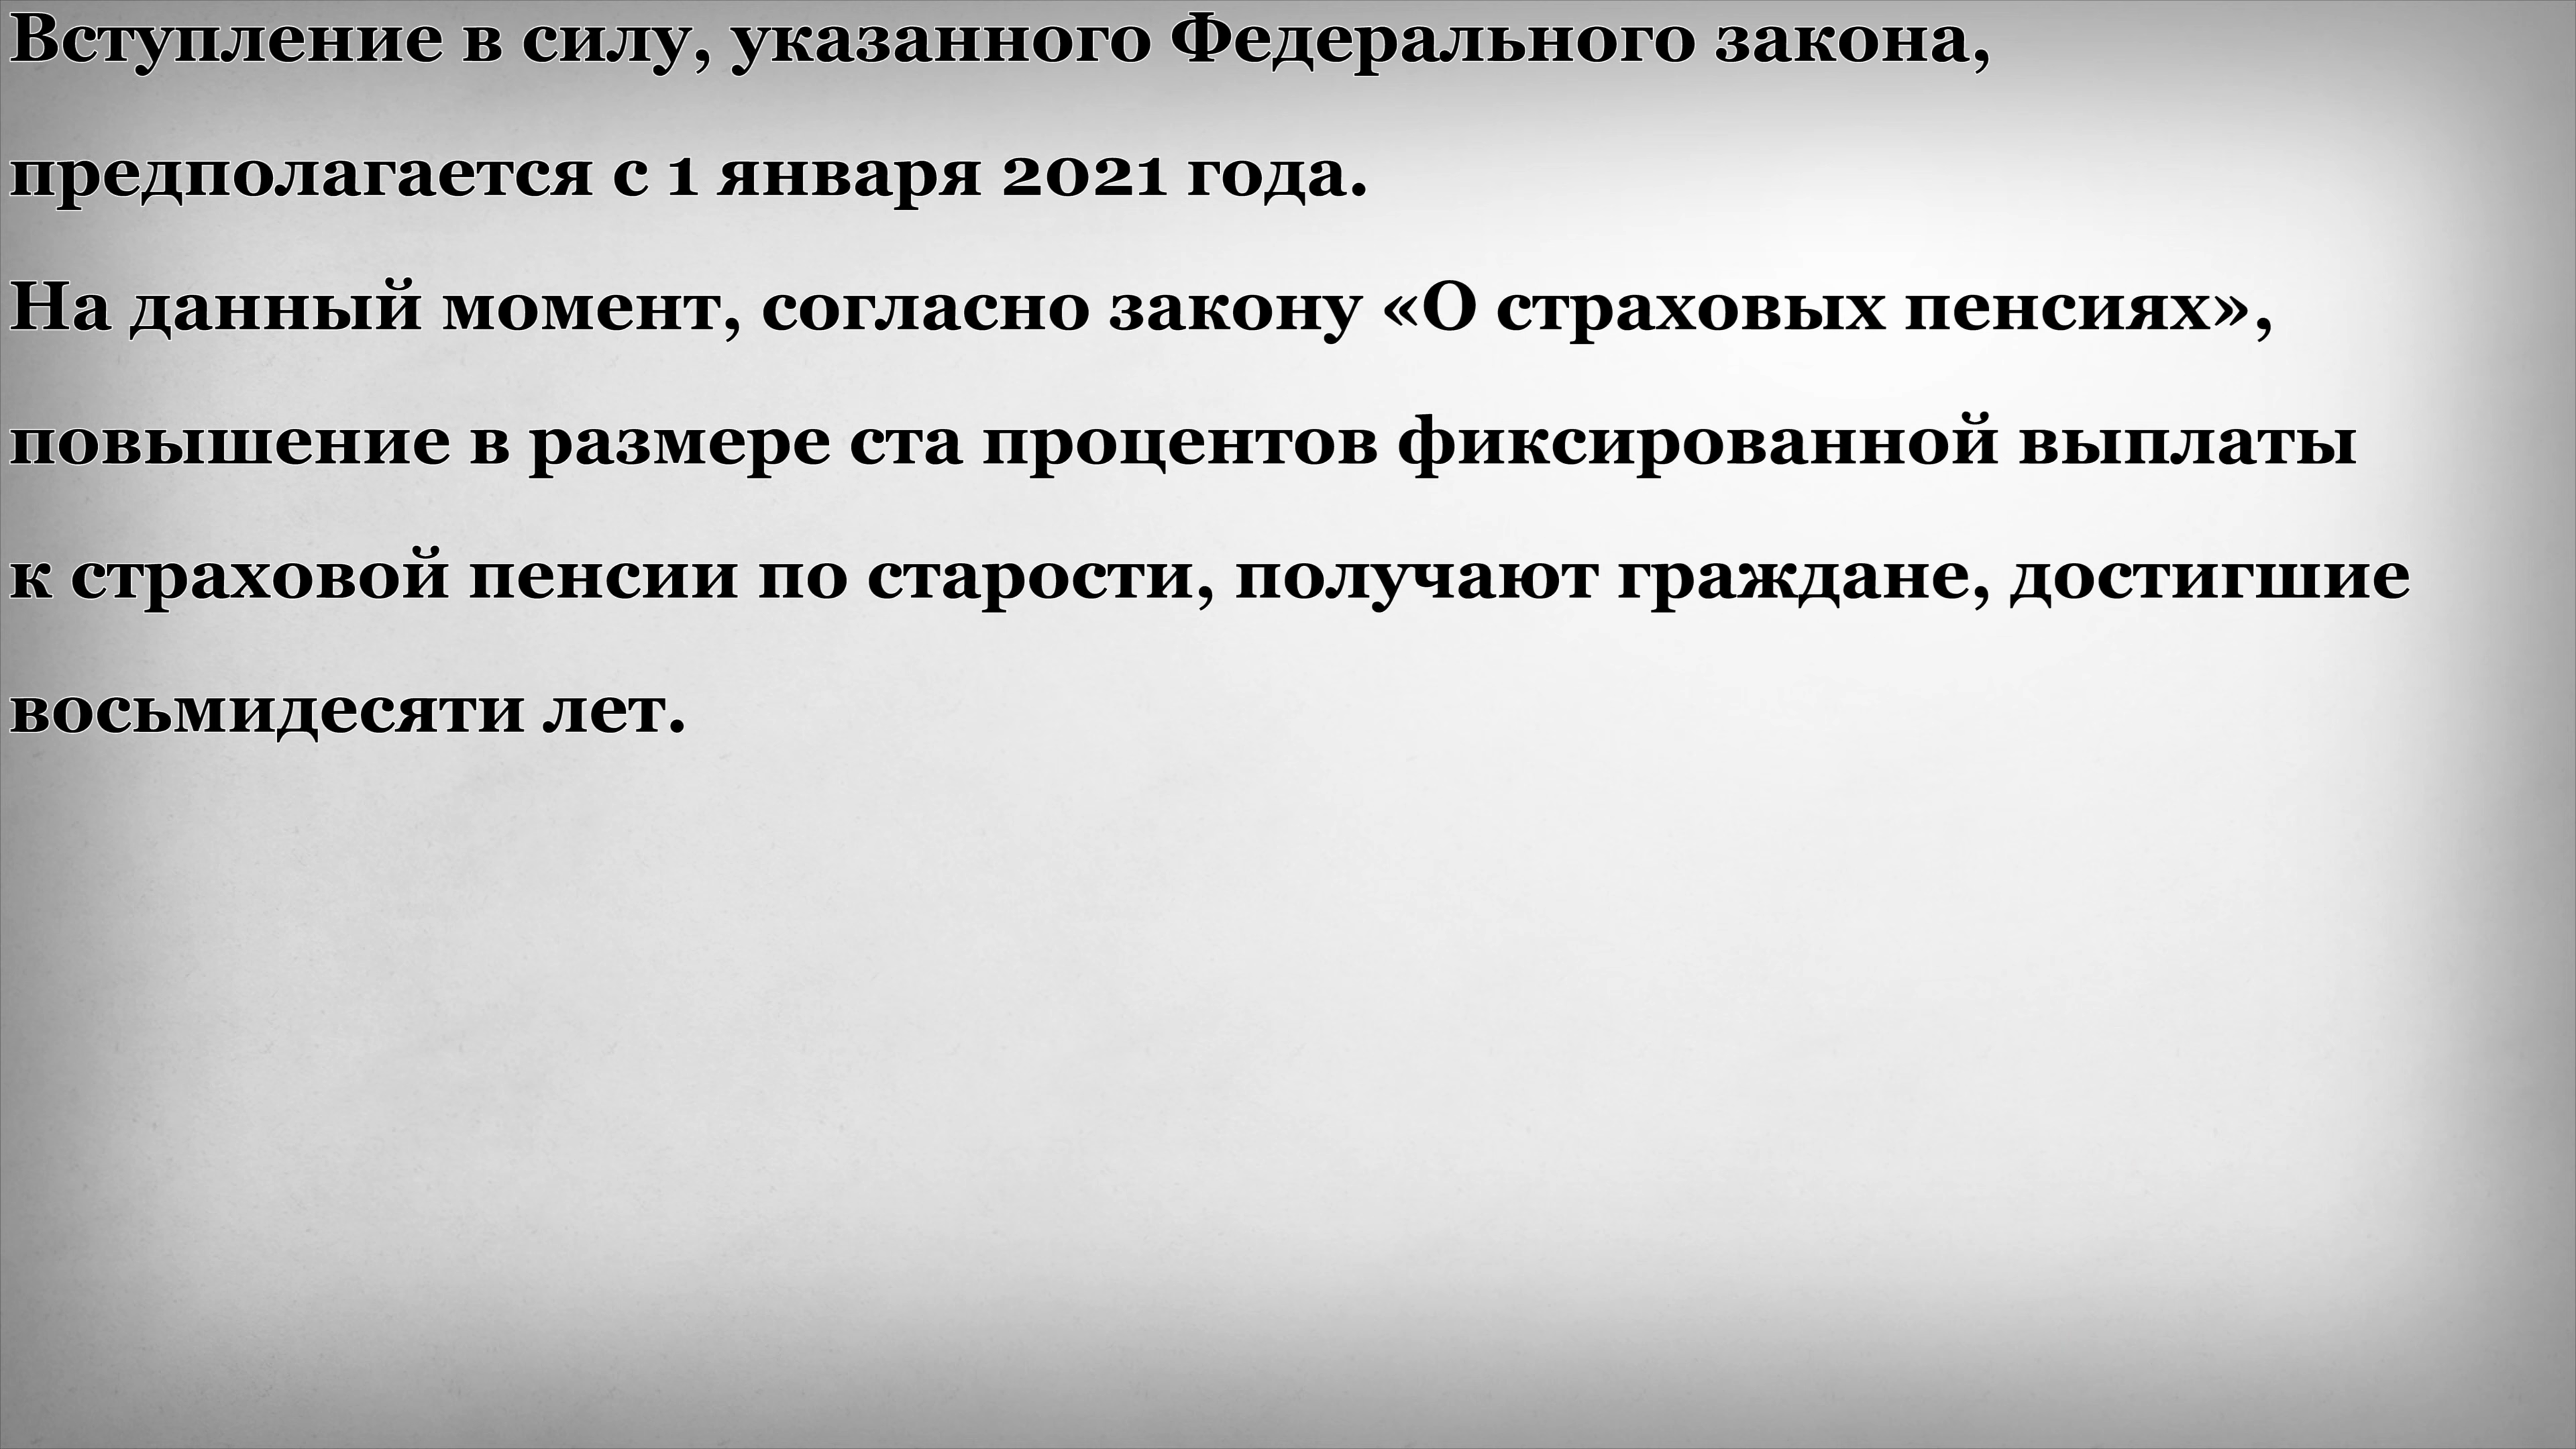 Вступление в силу, указанного Федерального закона,
предполагается с 1 января 2021 года.
На данный момент, согласно закону «О страховых пенсиях»,
повышение в размере ста процентов фиксированной выплаты
к страховой пенсии по старости, получают граждане, достигшие
восьмидесяти лет.